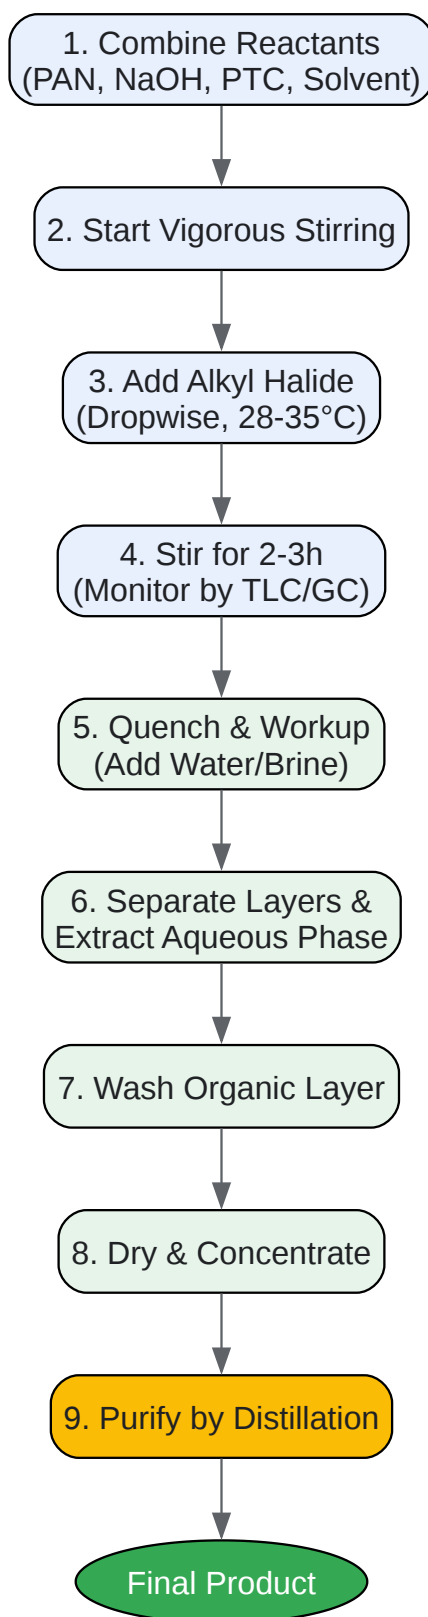 1. Combine Reactants
(PAN, NaOH, PTC, Solvent)
2. Start Vigorous Stirring
3. Add Alkyl Halide
(Dropwise, 28-35°C)
4. Stir for 2-3h
(Monitor by TLC/GC)
5. Quench & Workup
(Add Water/Brine)
6. Separate Layers &
Extract Aqueous Phase
7. Wash Organic Layer
8. Dry & Concentrate
9. Purify by Distillation
Final Product